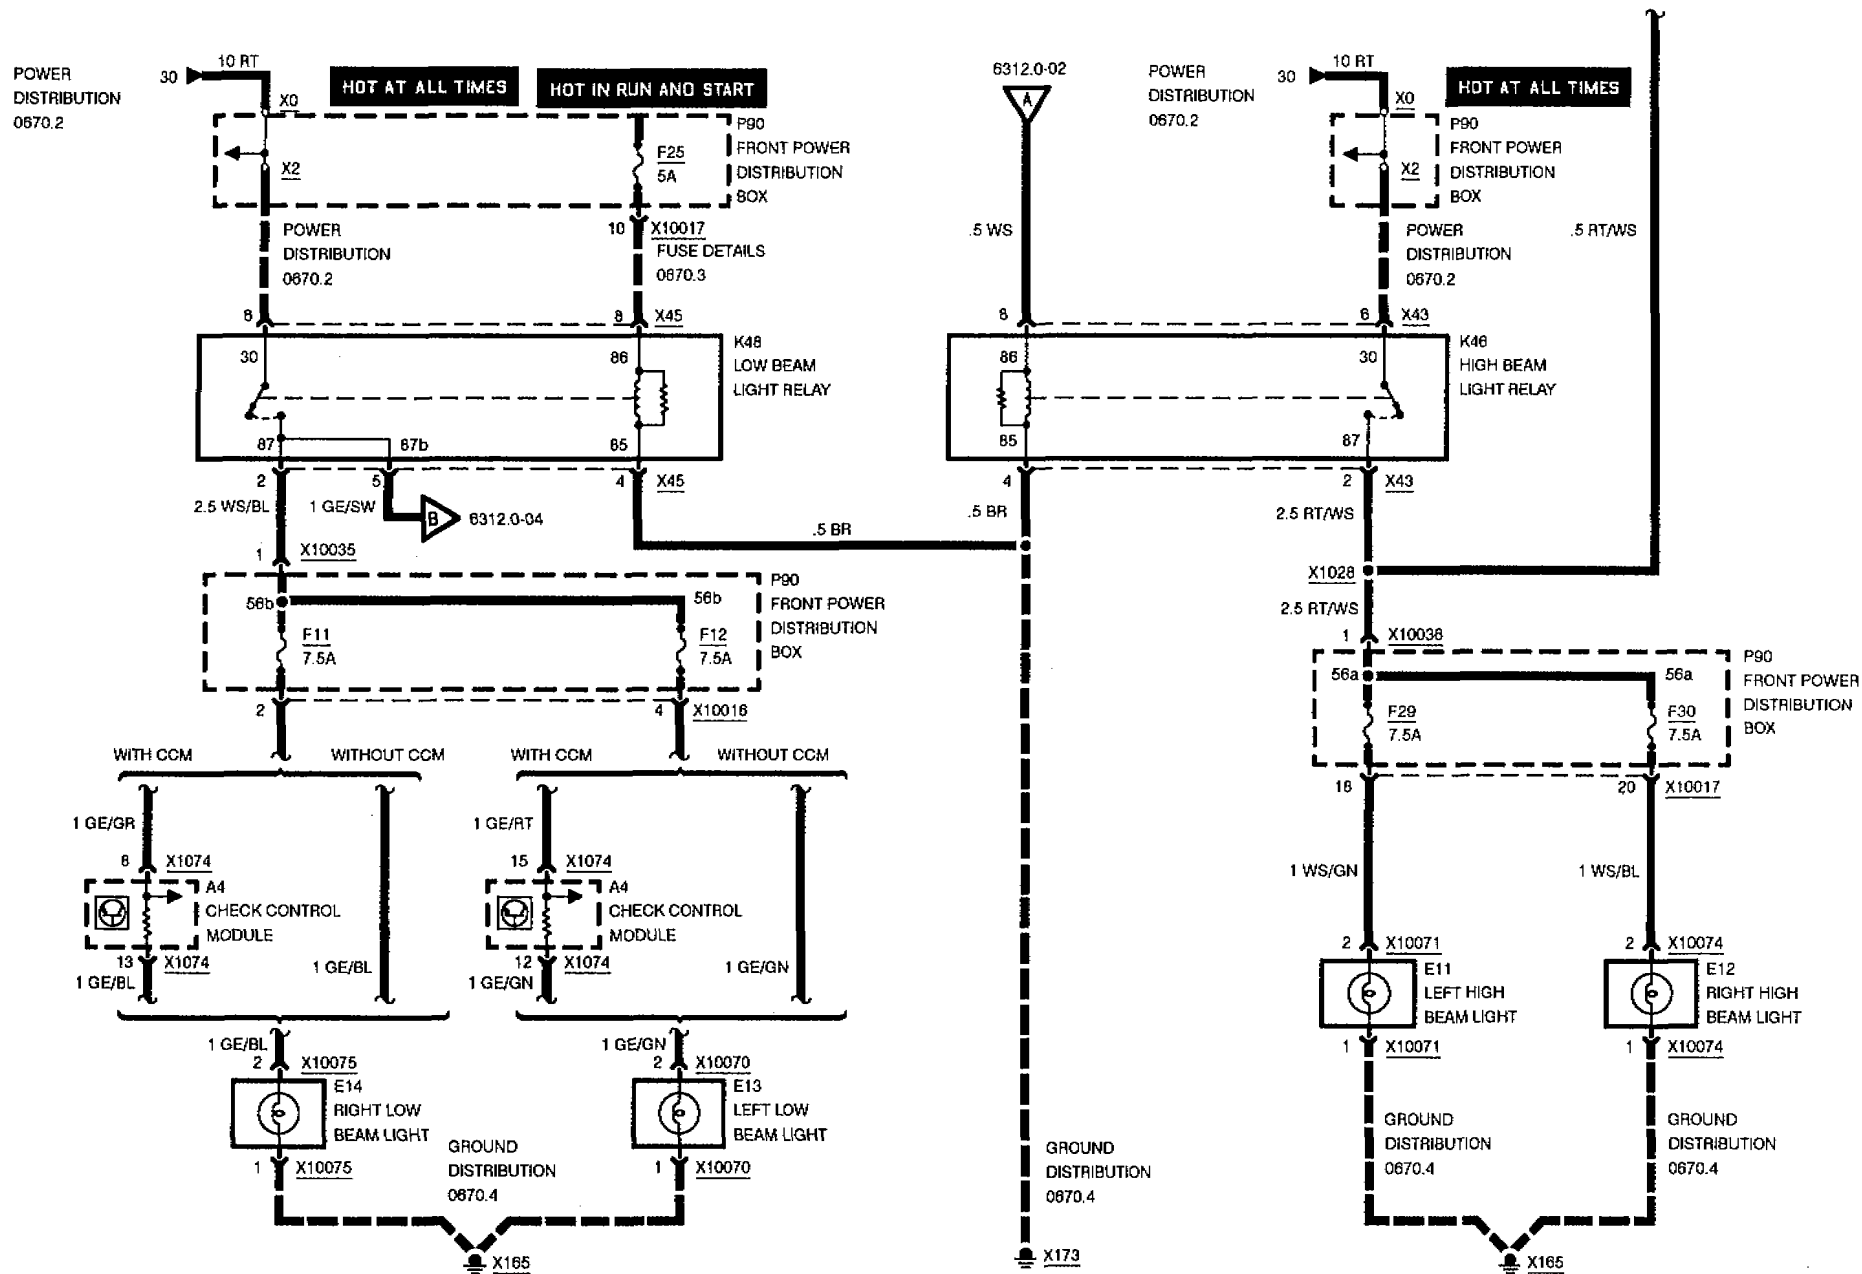 POWER
DISTRIBUTION
0670.2
30
10 RT
HOT AT ALL TIMES
HOT IN RUN AND START
X0
X2
F25
5A
P90
FRONT POWER
DISTRIBUTION
BOX
POWER
DISTRIBUTION
0670.2
10
X10017
FUSE DETAILS
0670.3
8
8
X45
30
86
K48
LOW BEAM
LIGHT RELAY
87
87b
85
2
5
4
X45
2.5 WS/BL
1 GE/SW
B
6312.0-04
.5 BR
1
X10035
56b
56b
F11
7.5A
F12
7.5A
P90
FRONT POWER
DISTRIBUTION
BOX
2
4
X10016
WITH CCM
WITHOUT CCM
WITH CCM
WITHOUT CCM
1 GE/GR
8
X1074
A4
CHECK CONTROL
MODULE
13
X1074
1 GE/BL
1 GE/BL
1 GE/RT
15
X1074
A4
CHECK CONTROL
MODULE
12
X1074
1 GE/GN
1 GE/GN
1 GE/BL
2
X10075
E14
RIGHT LOW
BEAM LIGHT
1
X10075
1 GE/GN
2
X10070
E13
LEFT LOW
BEAM LIGHT
1
X10070
GROUND
DISTRIBUTION
0670.4
X165
6312.0-02
A
.5 WS
POWER
DISTRIBUTION
0670.2
30
10 RT
HOT AT ALL TIMES
X0
X2
P90
FRONT POWER
DISTRIBUTION
BOX
POWER
DISTRIBUTION
0670.2
.5 RT/WS
8
6
X43
86
30
K46
HIGH BEAM
LIGHT RELAY
85
87
4
2
X43
.5 BR
2.5 RT/WS
X1028
2.5 RT/WS
1
X10036
56a
56a
F29
7.5A
F30
7.5A
P90
FRONT POWER
DISTRIBUTION
BOX
18
20
X10017
1 WS/GN
1 WS/BL
2
X10071
E11
LEFT HIGH
BEAM LIGHT
1
X10071
2
X10074
E12
RIGHT HIGH
BEAM LIGHT
1
X10074
GROUND
DISTRIBUTION
0670.4
X173
GROUND
DISTRIBUTION
0670.4
GROUND
DISTRIBUTION
0670.4
X165